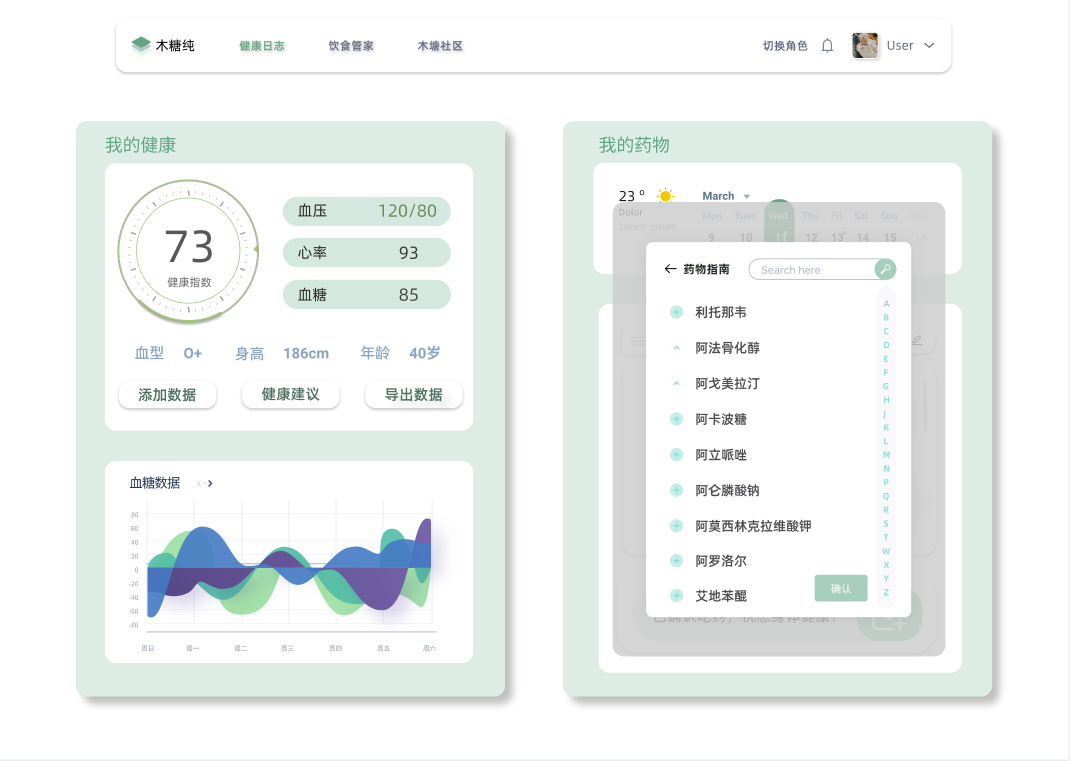 木糖纯 健康日志 饮食管家 木塘社区 切换角色 User
我的健康
73
健康指数
血压 120/80
心率 93
血糖 85
血型 O+ 身高 186cm 年龄 40岁
添加数据 健康建议 导出数据
血糖数据
80
60
40
20
0
-20
-40
-60
-80
周日 周一 周二 周三 周四 周五 周六
我的药物
23 º March
Dolor
Lorem ipsum
Mon Tues Wed Thu Fri Sat Sun Mon
9 10 11 12 13 14 15 16
药物指南 Search here
利托那韦
阿法骨化醇
阿戈美拉汀
阿卡波糖
阿立哌唑
阿仑膦酸钠
阿莫西林克拉维酸钾
阿罗洛尔
艾地苯醌
A
B
C
D
E
F
G
H
J
K
L
M
N
P
Q
R
S
T
W
X
Y
Z
确认